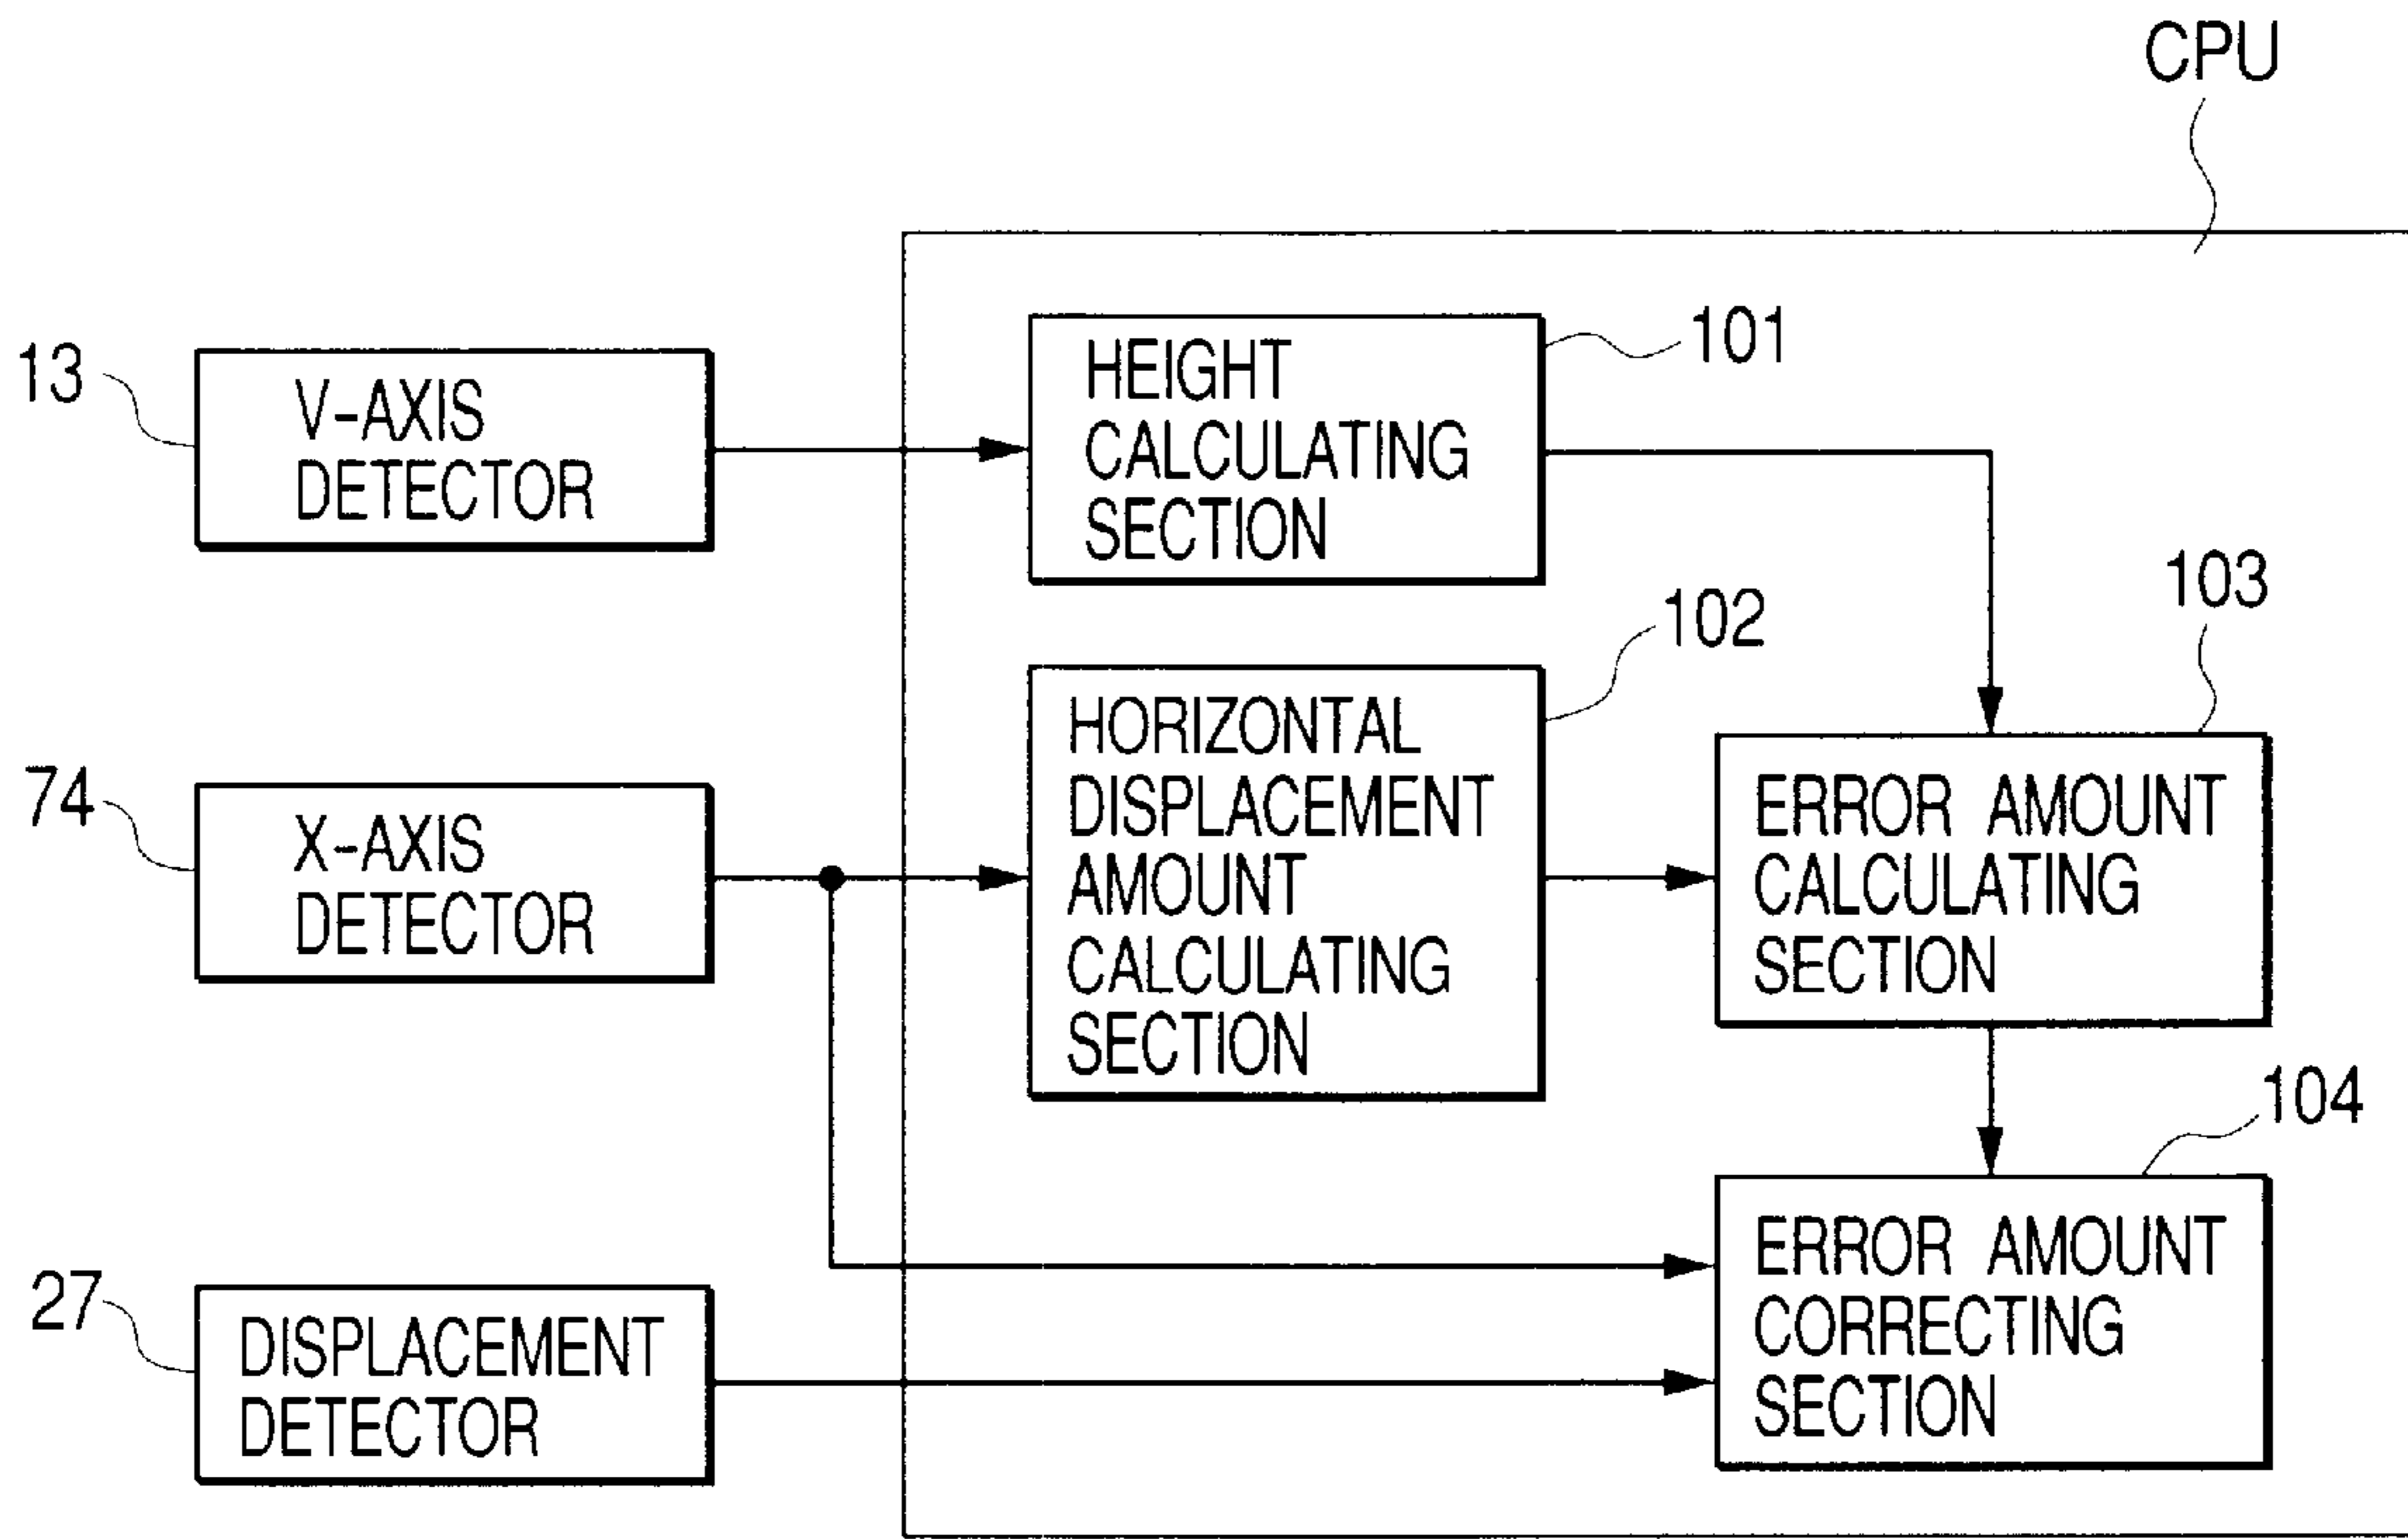 CPU
13
V-AXIS
DETECTOR
HEIGHT
CALCULATING
SECTION
101
74
X-AXIS
DETECTOR
HORIZONTAL
DISPLACEMENT
AMOUNT
CALCULATING
SECTION
102
103
ERROR AMOUNT
CALCULATING
SECTION
27
DISPLACEMENT
DETECTOR
104
ERROR AMOUNT
CORRECTING
SECTION